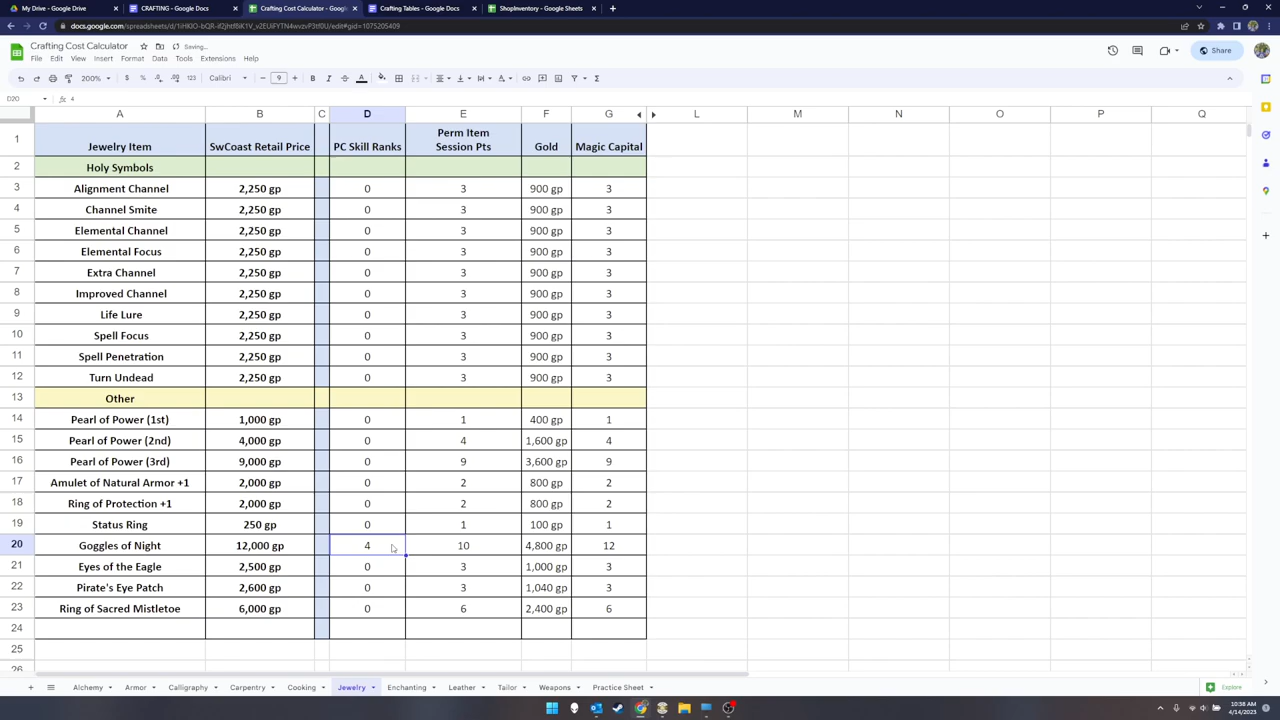 My Drive - Google Drive
CRAFTING - Google Docs
Crafting Cost Calculator - Google S
Crafting Tables - Google Docs
ShopInventory - Google Sheets
Crafting Cost Calculator
Saving...
File Edit View Insert Format Data Tools Extensions Help
Share
200% $ % .0 .00 123 Calibri 9 B I A
D20 4
A B C D E F G L M N O P Q
1 Jewelry Item SwCoast Retail Price PC Skill Ranks Perm Item Session Pts Gold Magic Capital
2 Holy Symbols
3 Alignment Channel 2,250 gp 0 3 900 gp 3
4 Channel Smite 2,250 gp 0 3 900 gp 3
5 Elemental Channel 2,250 gp 0 3 900 gp 3
6 Elemental Focus 2,250 gp 0 3 900 gp 3
7 Extra Channel 2,250 gp 0 3 900 gp 3
8 Improved Channel 2,250 gp 0 3 900 gp 3
9 Life Lure 2,250 gp 0 3 900 gp 3
10 Spell Focus 2,250 gp 0 3 900 gp 3
11 Spell Penetration 2,250 gp 0 3 900 gp 3
12 Turn Undead 2,250 gp 0 3 900 gp 3
13 Other
14 Pearl of Power (1st) 1,000 gp 0 1 400 gp 1
15 Pearl of Power (2nd) 4,000 gp 0 4 1,600 gp 4
16 Pearl of Power (3rd) 9,000 gp 0 9 3,600 gp 9
17 Amulet of Natural Armor +1 2,000 gp 0 2 800 gp 2
18 Ring of Protection +1 2,000 gp 0 2 800 gp 2
19 Status Ring 250 gp 0 1 100 gp 1
20 Goggles of Night 12,000 gp 4 10 4,800 gp 12
21 Eyes of the Eagle 2,500 gp 0 3 1,000 gp 3
22 Pirate's Eye Patch 2,600 gp 0 3 1,040 gp 3
23 Ring of Sacred Mistletoe 6,000 gp 0 6 2,400 gp 6
24
25
26
Alchemy Armor Calligraphy Carpentry Cooking Jewelry Enchanting Leather Tailor Weapons Practice Sheet
Explore
10:38 AM
4/14/2023